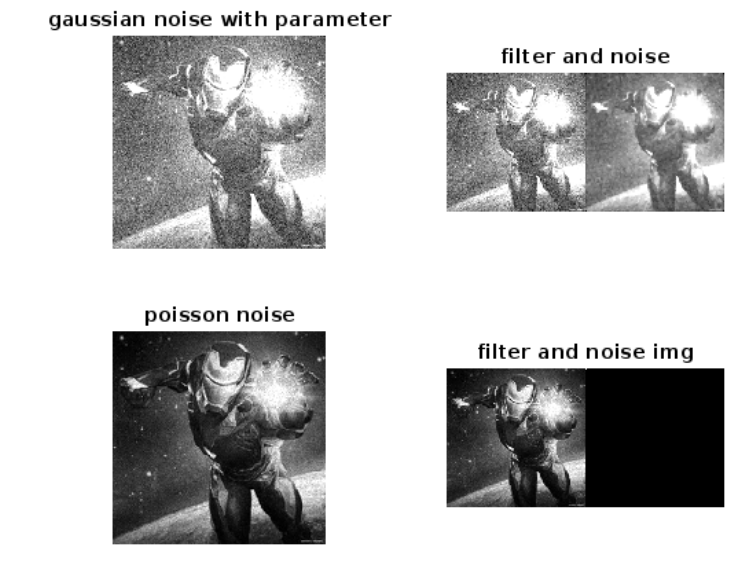 gaussian noise with parameter
filter and noise
poisson noise
filter and noise img